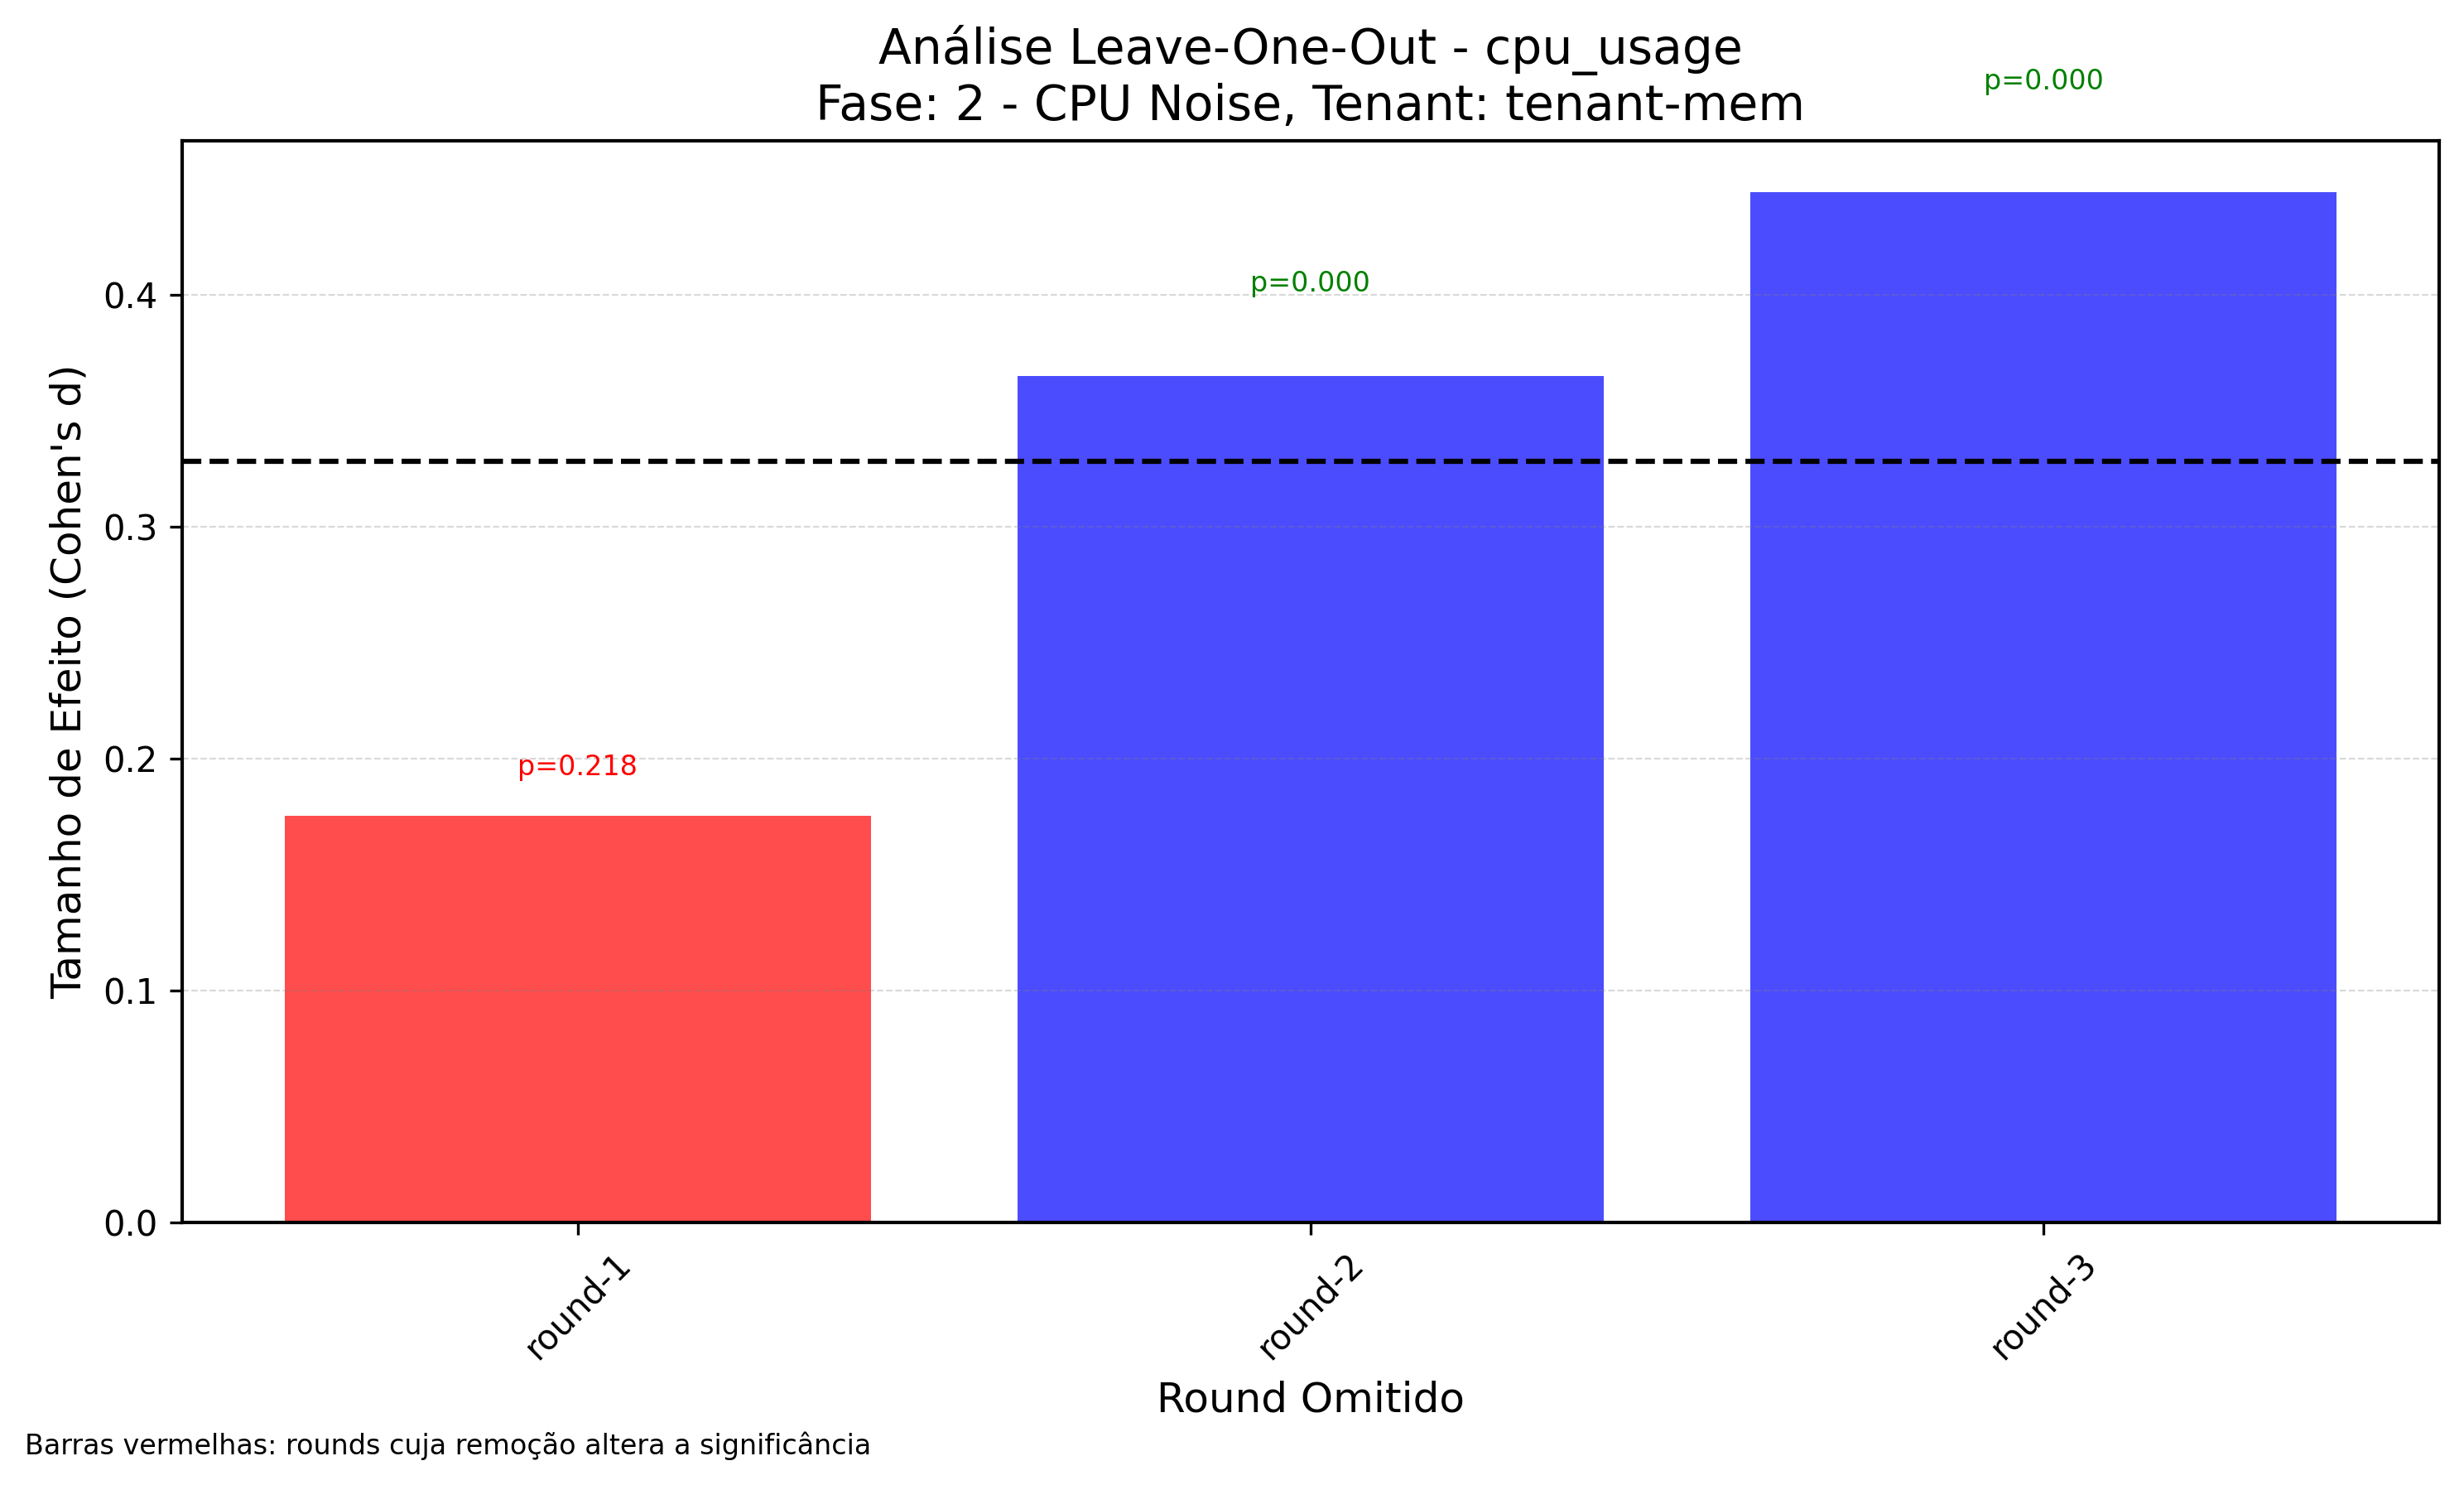 Análise Leave-One-Out - cpu_usage
Fase: 2 - CPU Noise, Tenant: tenant-mem
p=0.000
p=0.000
p=0.218
Tamanho de Efeito (Cohen's d)
0.4
0.3
0.2
0.1
0.0
round-1
round-2
round-3
Round Omitido
Barras vermelhas: rounds cuja remoção altera a significância